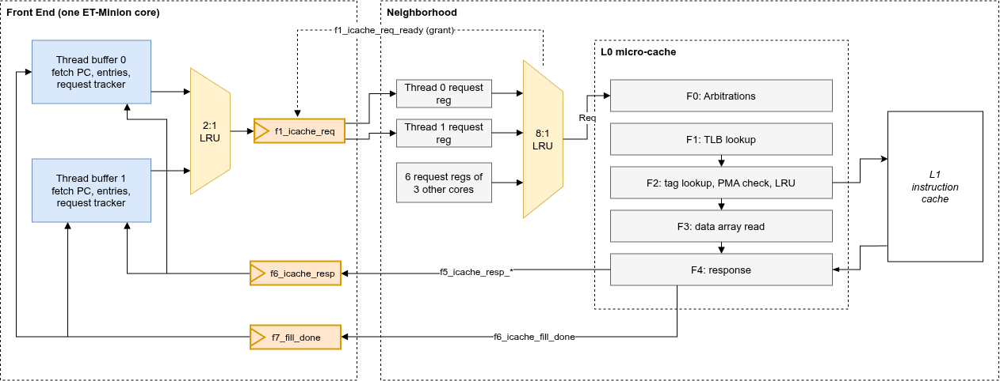 Front End (one ET-Minion core)
Neighborhood
f1_icache_req_ready (grant)
L0 micro-cache
Thread buffer 0
fetch PC, entries,
request tracker
2:1
LRU
f1_icache_req
Thread 0 request
reg
Thread 1 request
reg
6 request regs of
3 other cores
8:1
LRU
Req
F0: Arbitrations
F1: TLB lookup
F2: tag lookup, PMA check, LRU
F3: data array read
F4: response
L1
instruction
cache
Thread buffer 1
fetch PC, entries,
request tracker
f6_icache_resp
f5_icache_resp_*
f7_fill_done
f6_icache_fill_done